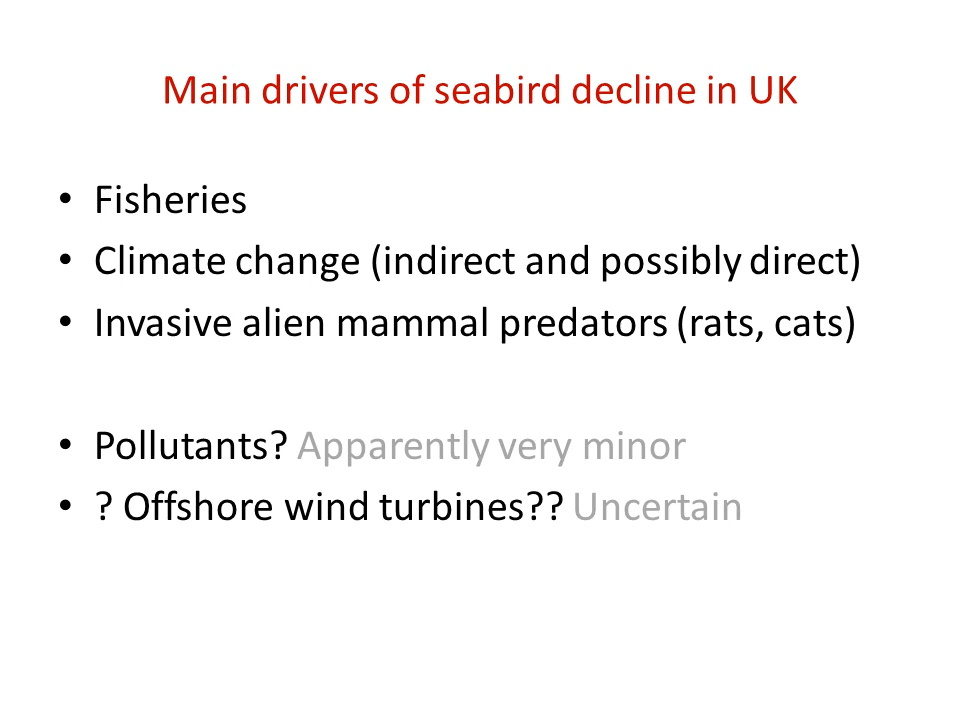 Main drivers of seabird decline in UK
• Fisheries
• Climate change (indirect and possibly direct)
• Invasive alien mammal predators (rats, cats)
• Pollutants? Apparently very minor
• ? Offshore wind turbines?? Uncertain